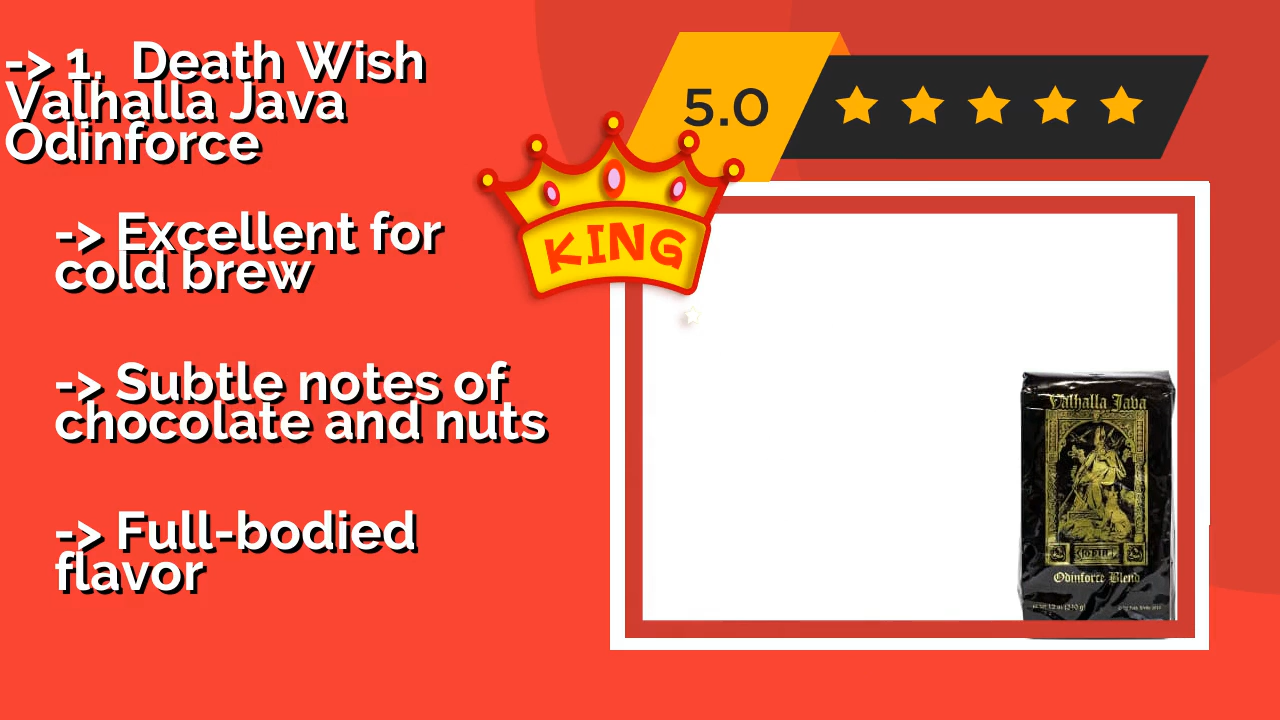 -> 1.  Death Wish
Valhalla Java
Odinforce
-> Excellent for
cold brew
-> Subtle notes of
chocolate and nuts
-> Full-bodied
flavor
5.0
KING
Valhalla Java
Odinforce Blend